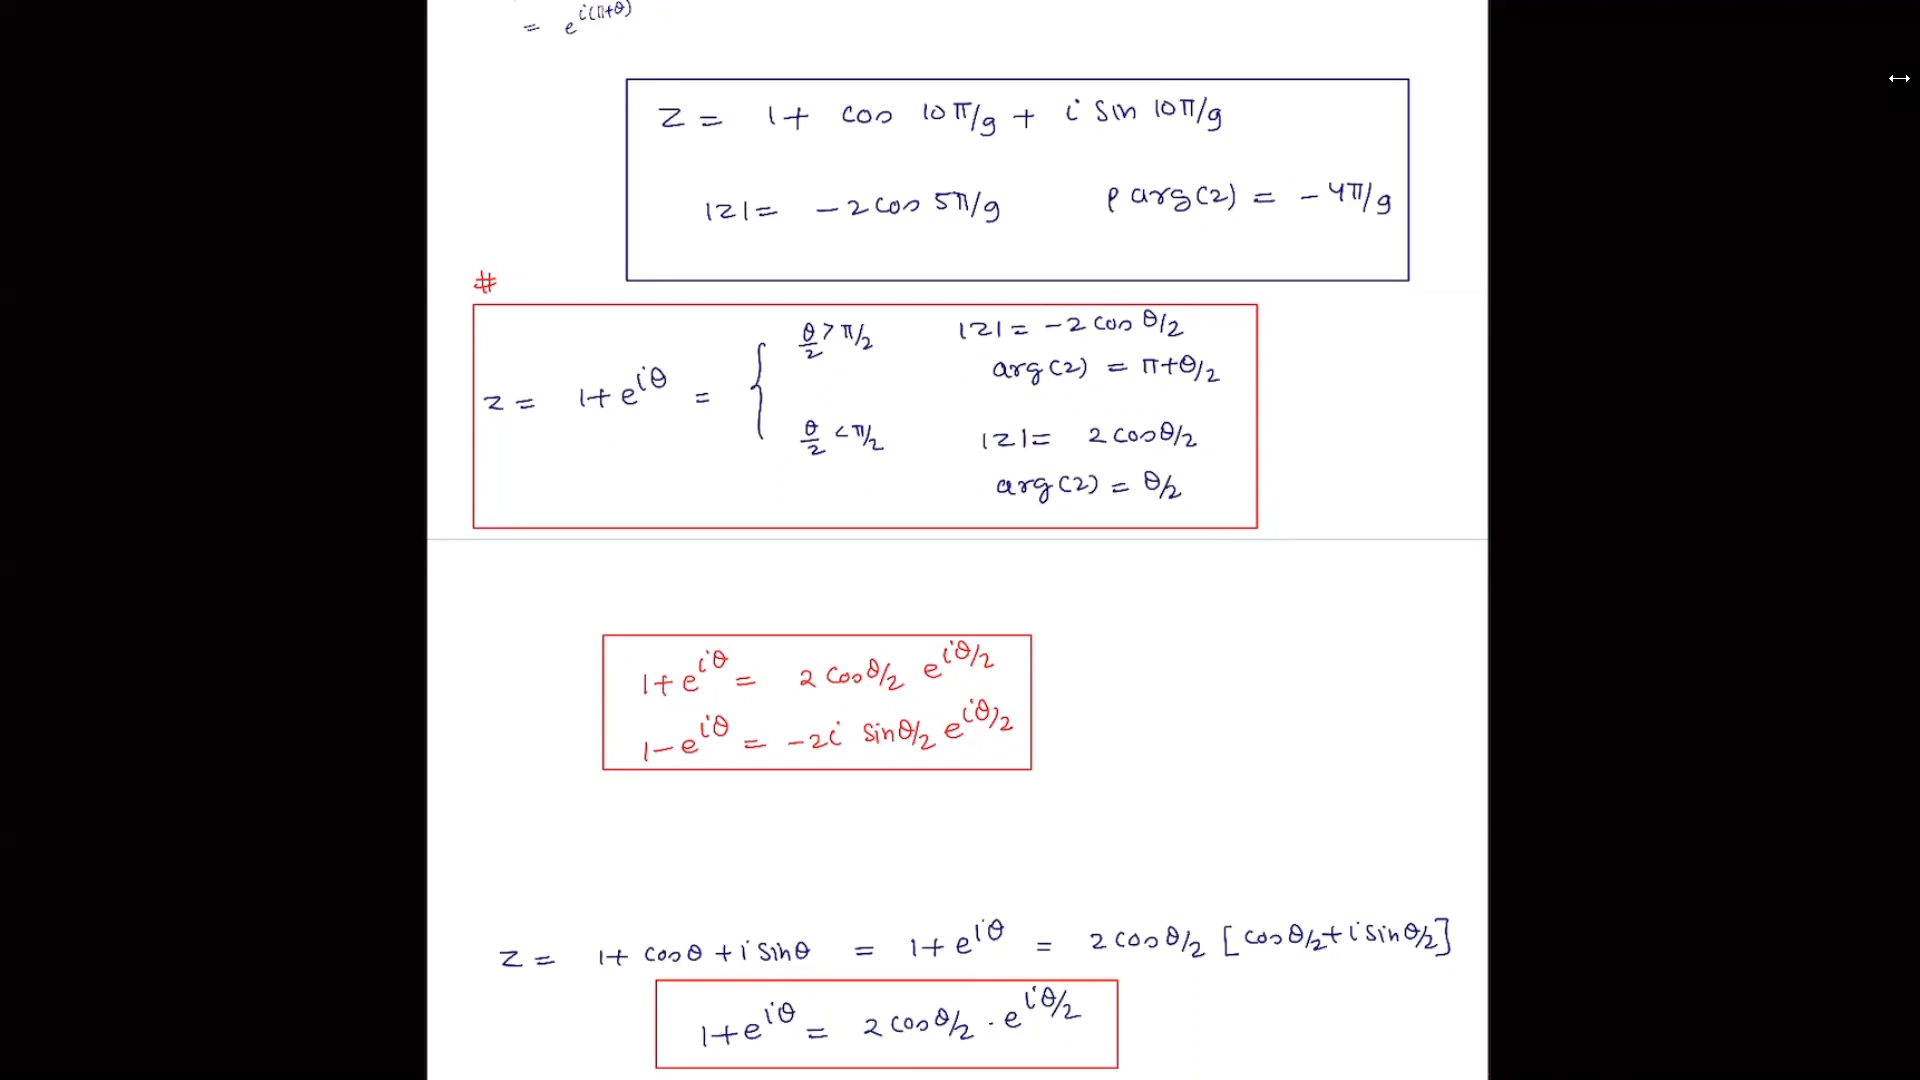 = e^{i(π+θ)}
z = 1 + cos 10π/9 + i sin 10π/9
|z| = -2 cos 5π/9 P arg(z) = -4π/9
#
θ/2 > π/2 |z| = -2 cos θ/2
arg(z) = π+θ/2
z = 1+e^{iθ} = {
θ/2 < π/2 |z| = 2 cos θ/2
arg(z) = θ/2
1+e^{iθ} = 2 cos θ/2 e^{iθ/2}
1-e^{iθ} = -2i sin θ/2 e^{iθ/2}
z = 1+ cos θ + i sin θ = 1+e^{iθ} = 2 cos θ/2 [cos θ/2 + i sin θ/2]
1+e^{iθ} = 2 cos θ/2 . e^{iθ/2}